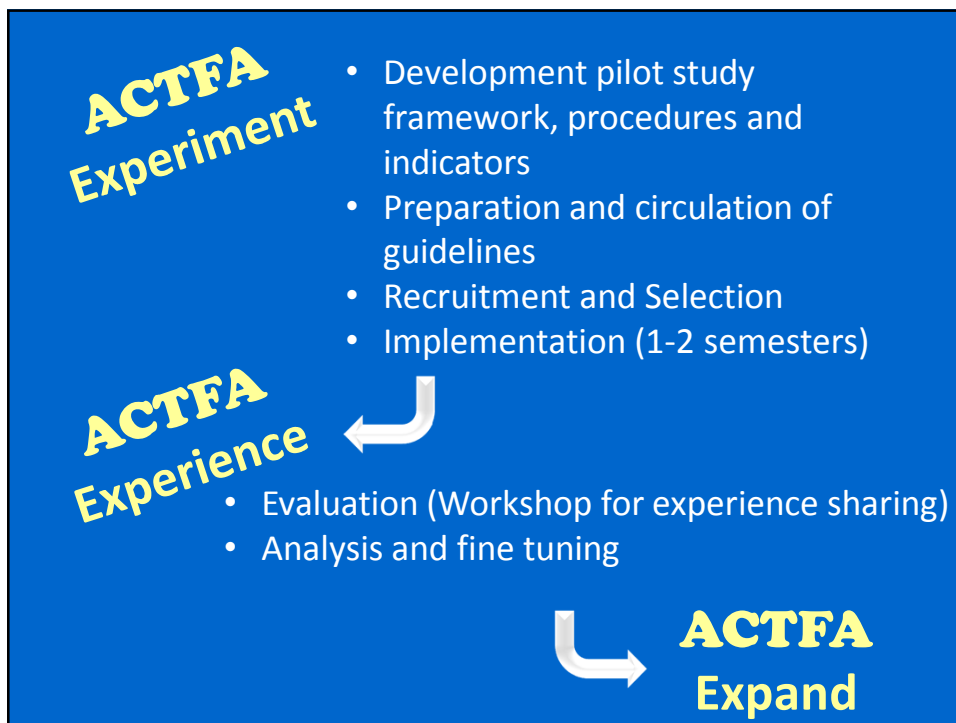 ACTFA
Experiment
• Development pilot study
framework, procedures and
indicators
• Preparation and circulation of
guidelines
• Recruitment and Selection
• Implementation (1-2 semesters)
ACTFA
Experience
• Evaluation (Workshop for experience sharing)
• Analysis and fine tuning
ACTFA
Expand